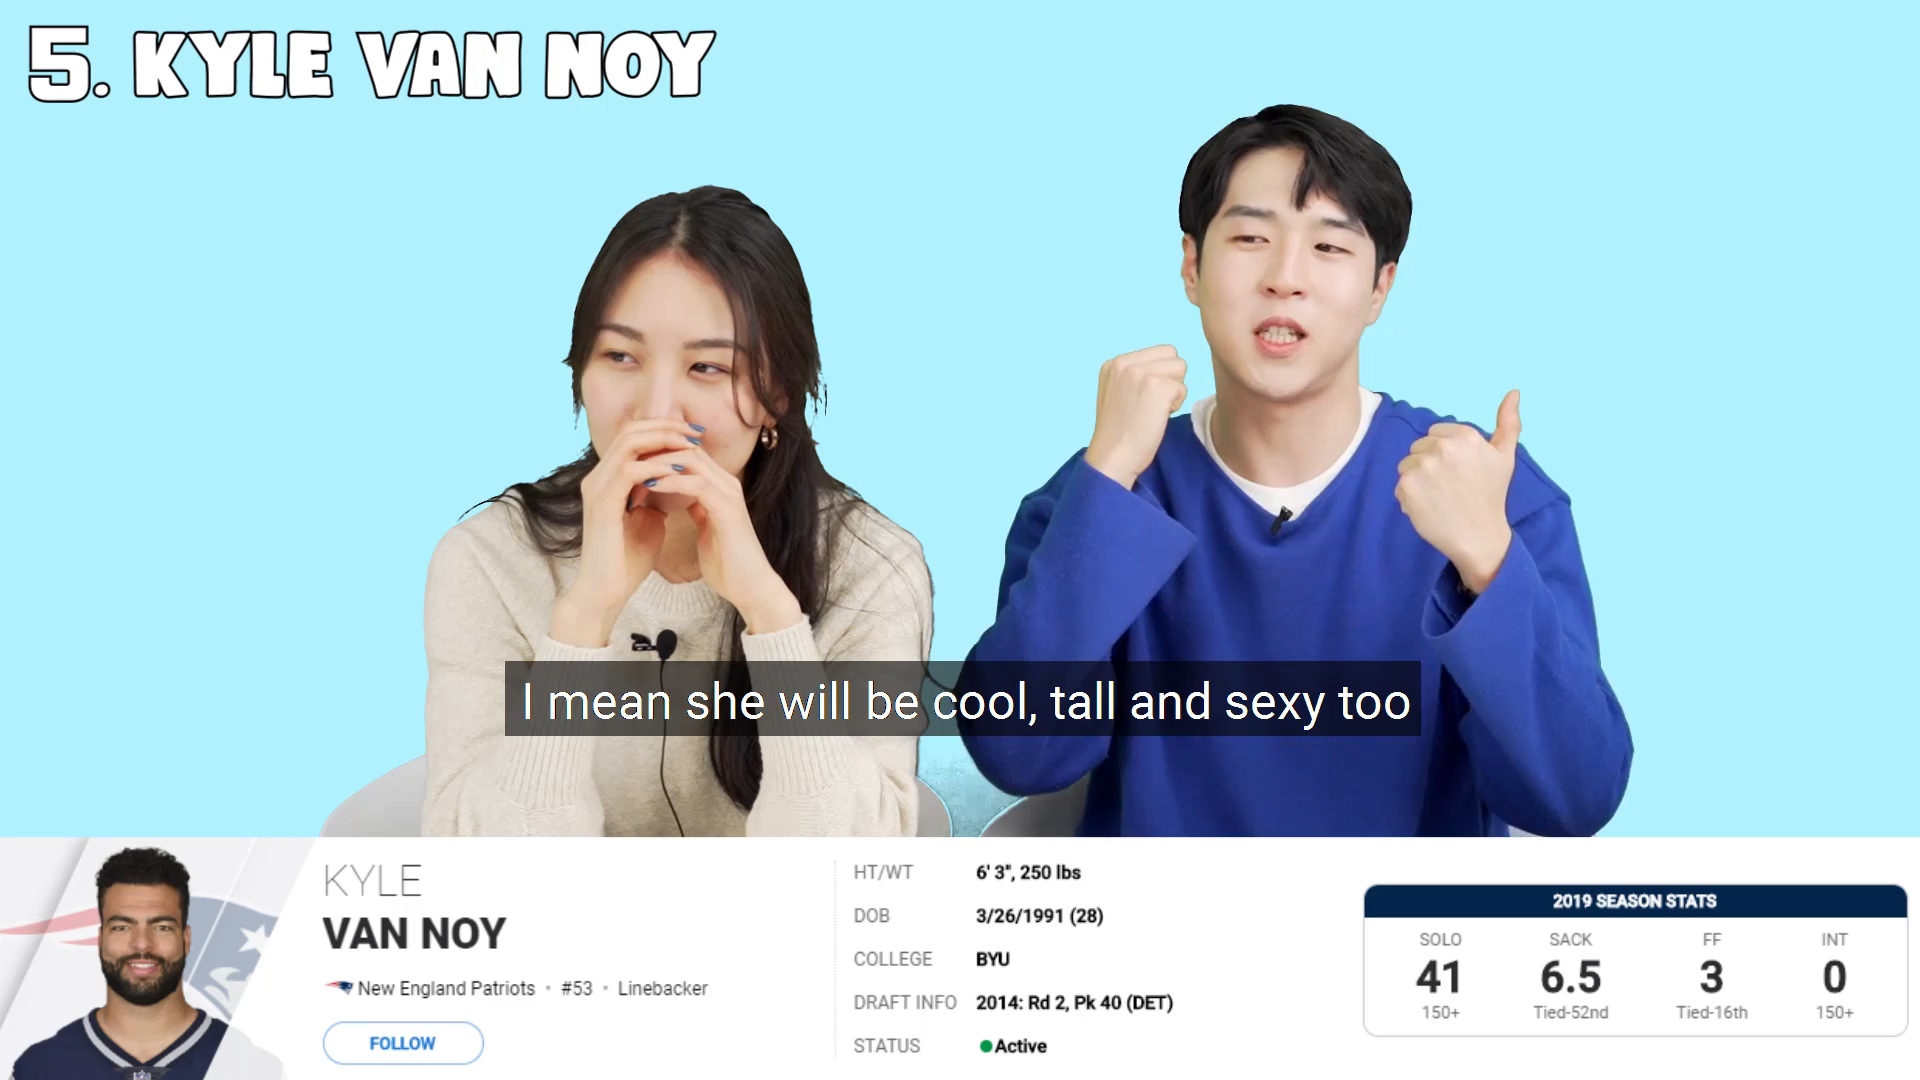 5. KYLE VAN NOY
I mean she will be cool, tall and sexy too
KYLE
VAN NOY
New England Patriots • #53 • Linebacker
FOLLOW
HT/WT 6' 3", 250 lbs
DOB 3/26/1991 (28)
COLLEGE BYU
DRAFT INFO 2014: Rd 2, Pk 40 (DET)
STATUS Active
2019 SEASON STATS
SOLO SACK FF INT
41 6.5 3 0
150+ Tied-52nd Tied-16th 150+